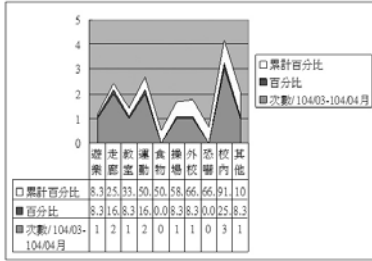 5
4
3
2
1
0
□ 累計百分比
■ 百分比
■ 次數/ 104/03-104/04月
遊樂 走廊 教室 運動 食物 操場 外校 恐嚇 校內 其他
□ 累計百分比 8.3 25. 33. 50. 50. 58. 66. 66. 91. 10
■ 百分比 8.3 16. 8.3 16. 0.0 8.3 8.3 0.0 25. 8.3
■ 次數/ 104/03-104/04月 1 2 1 2 0 1 1 0 3 1